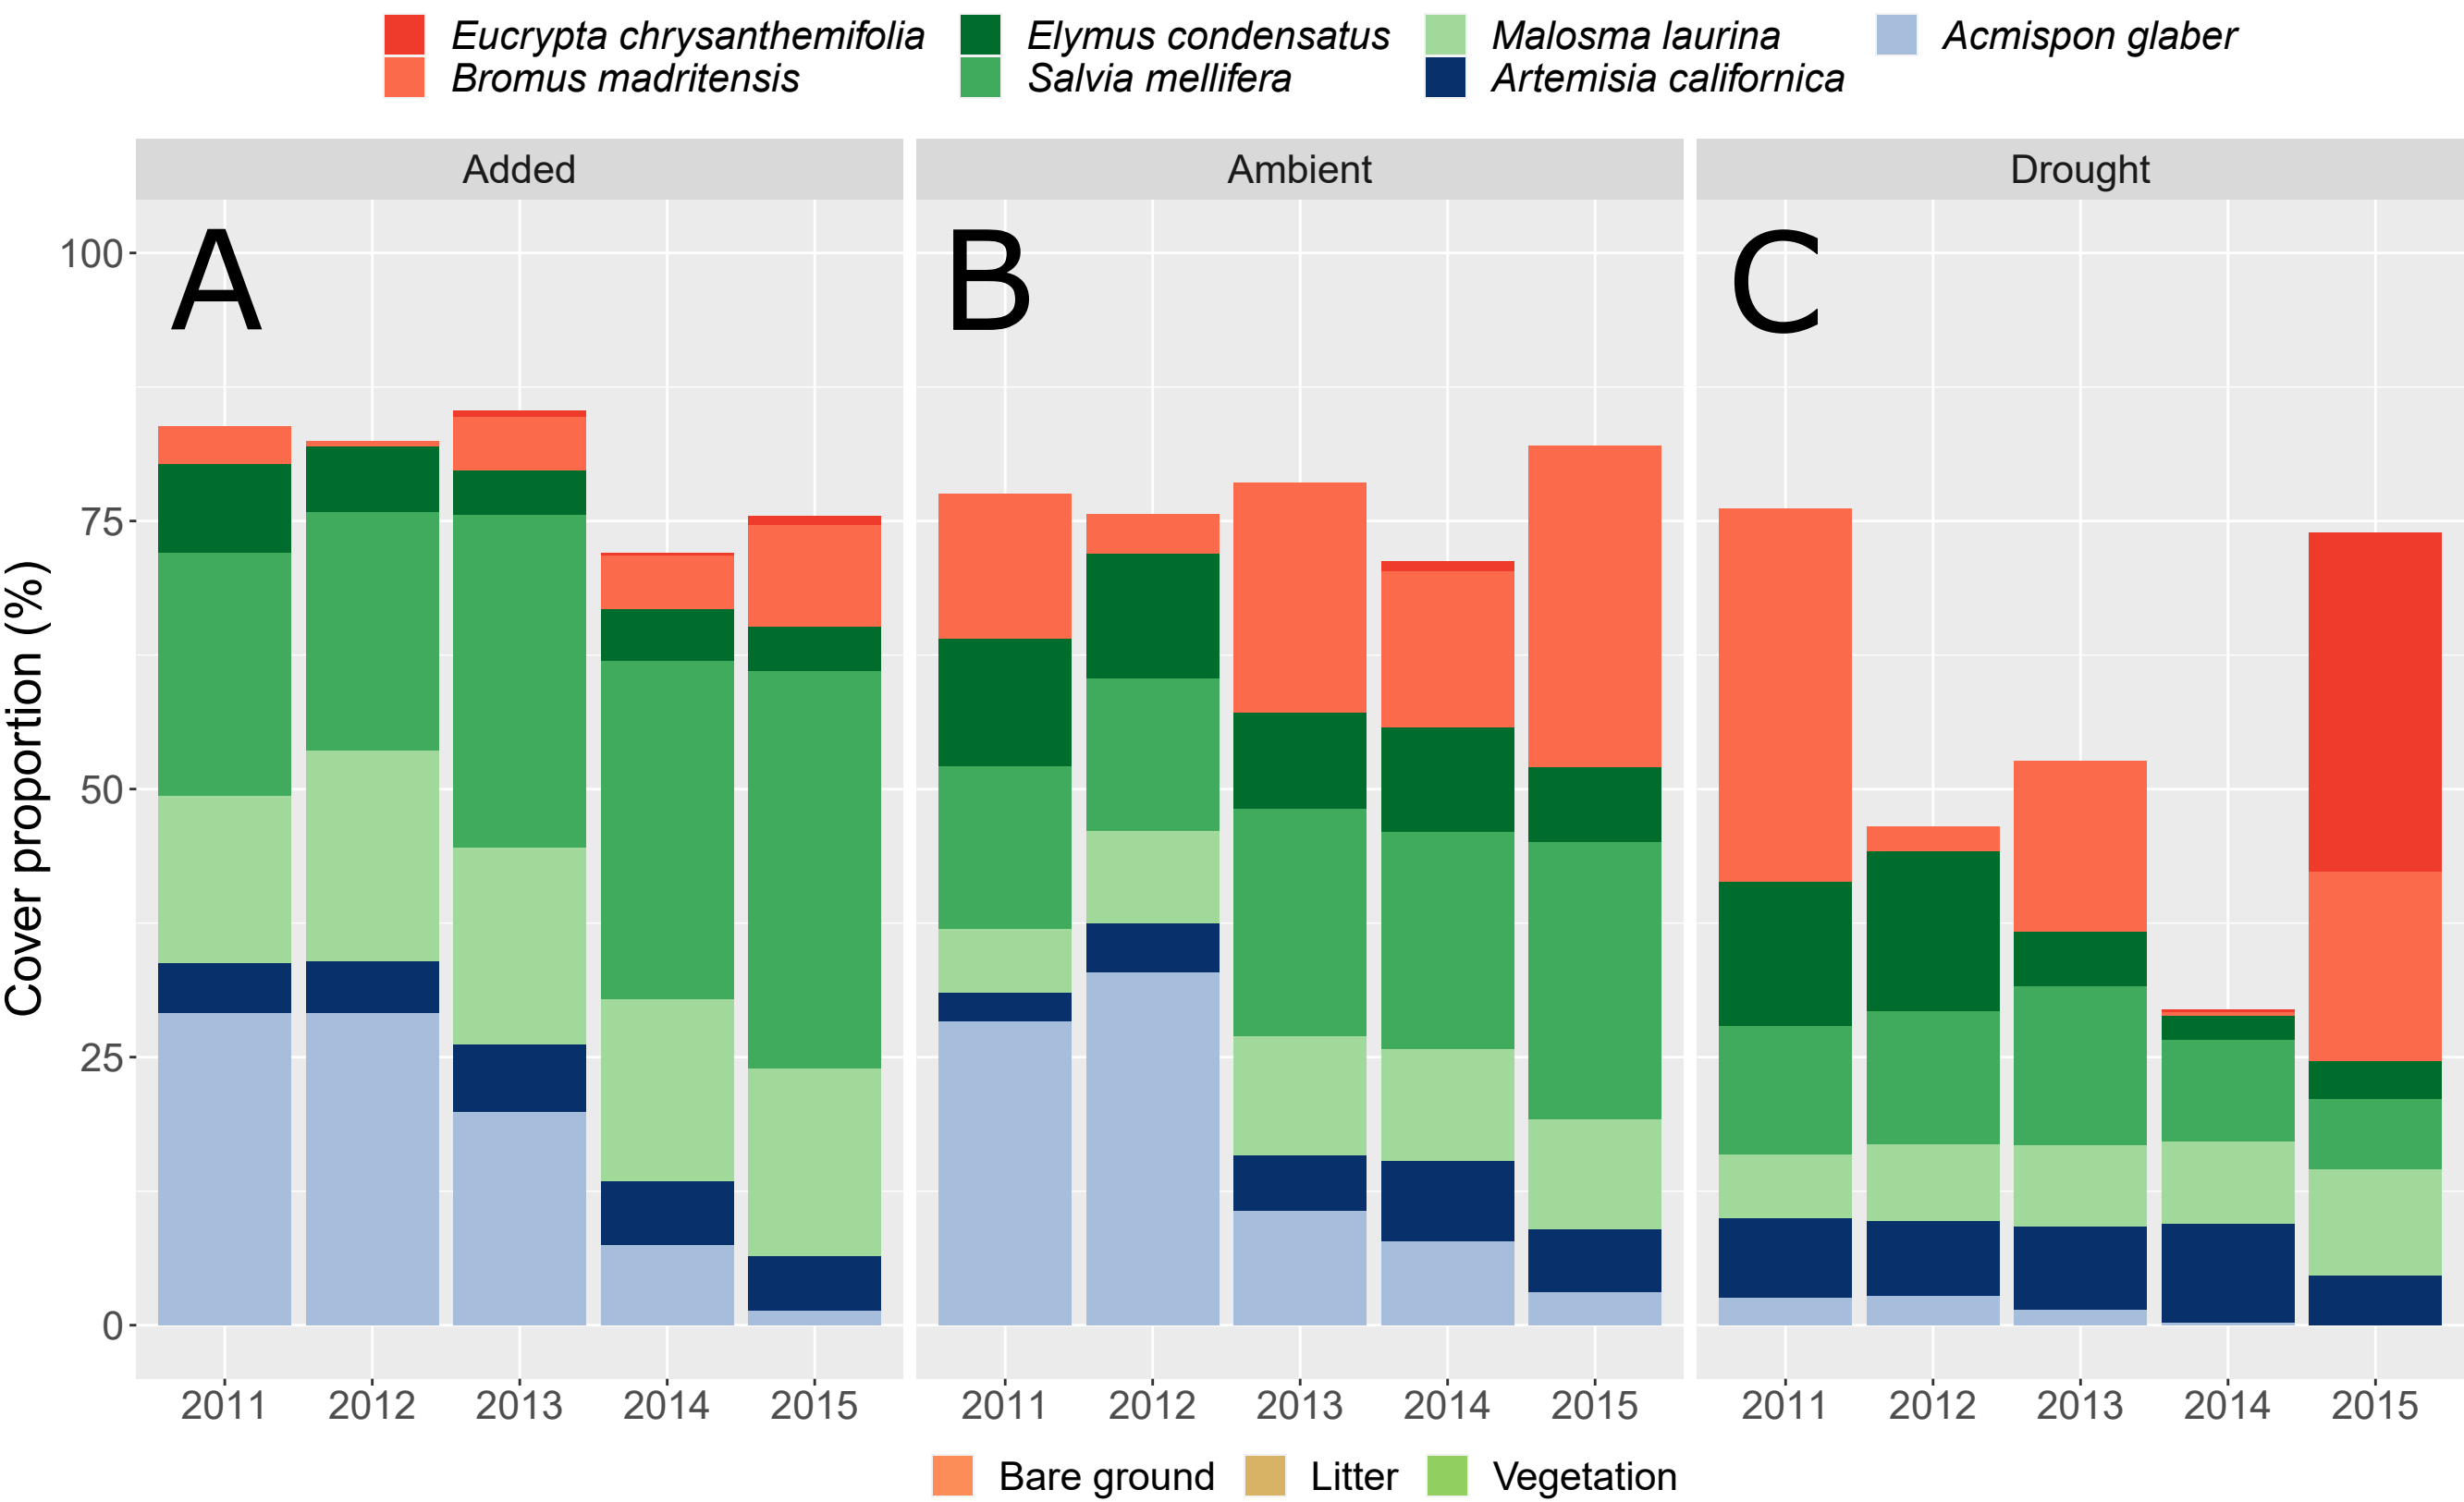 Eucrypta chrysanthemifolia Elymus condensatus Malosma laurina Acmispon glaber
Bromus madritensis Salvia mellifera Artemisia californica
Added Ambient Drought
A B C
Cover proportion (%)
100
75
50
25
0
2011 2012 2013 2014 2015 2011 2012 2013 2014 2015 2011 2012 2013 2014 2015
Bare ground Litter Vegetation